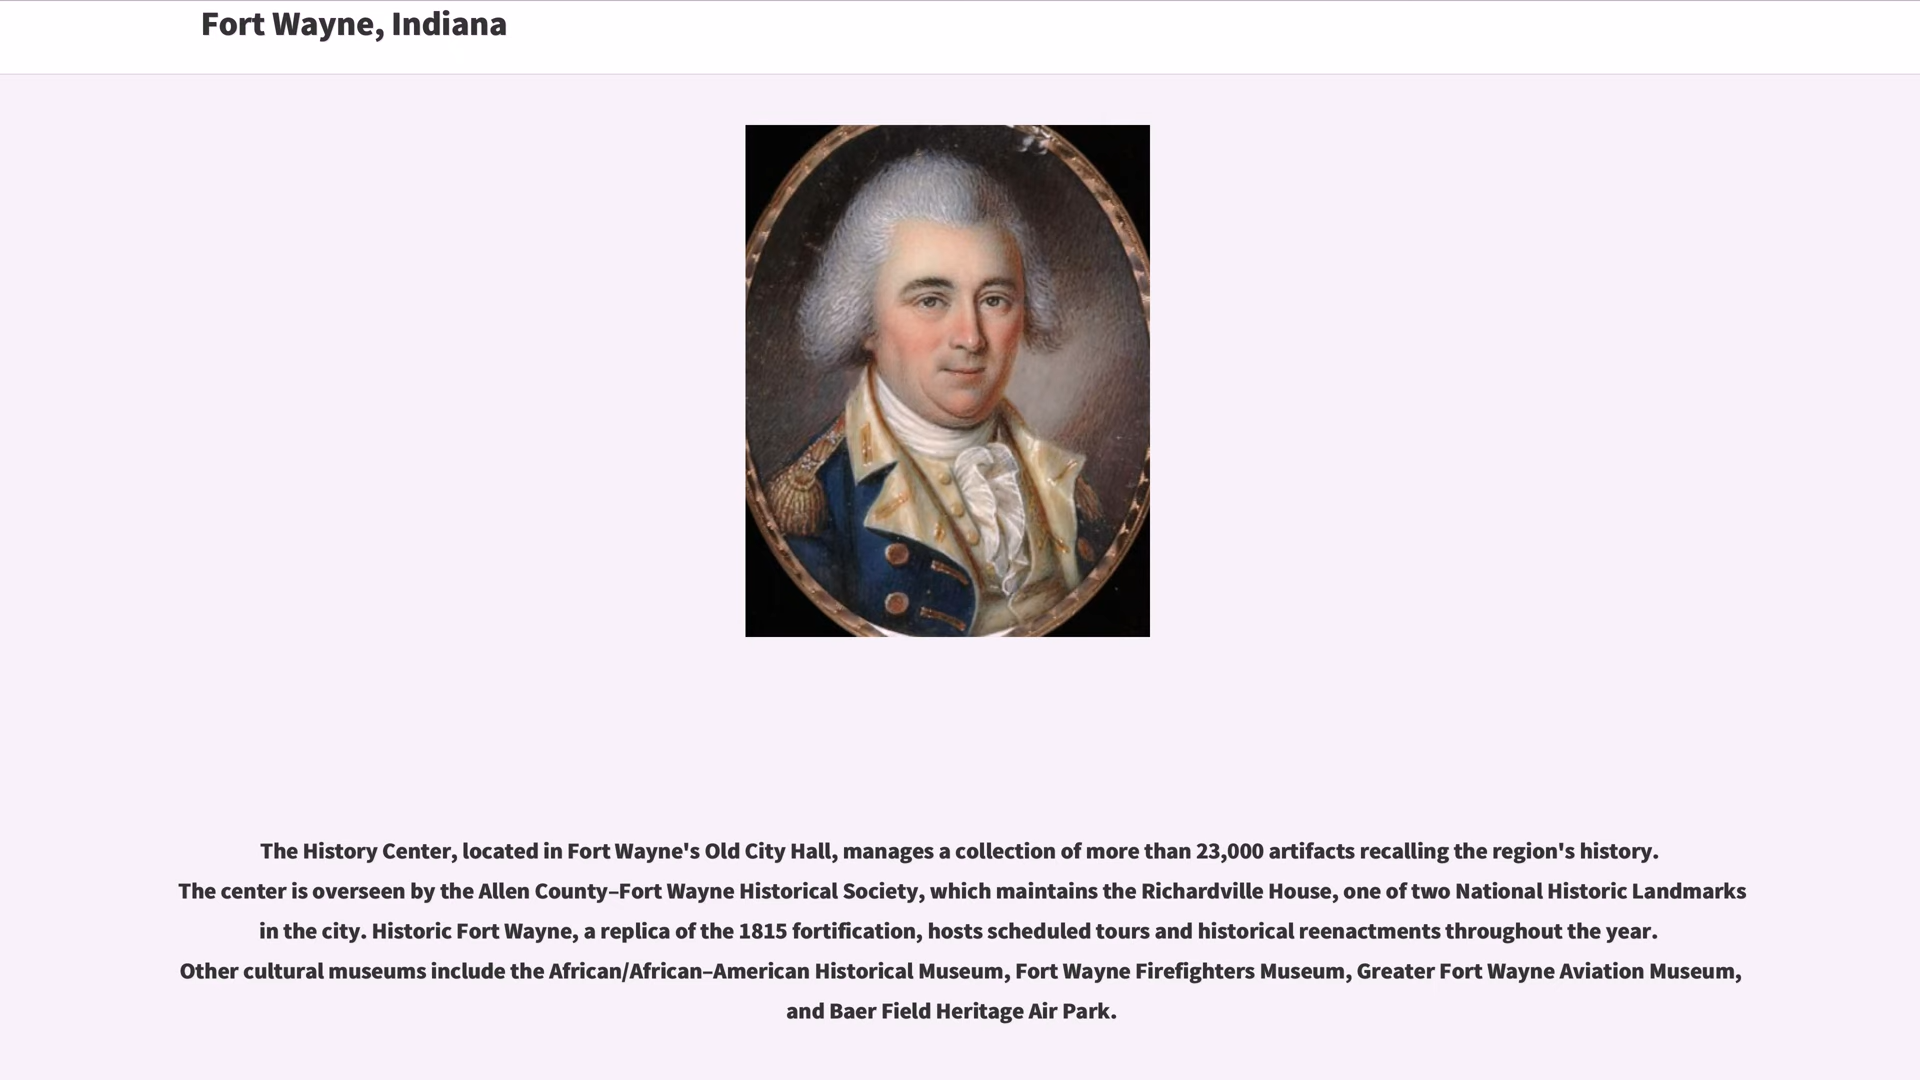 Fort Wayne, Indiana
The History Center, located in Fort Wayne's Old City Hall, manages a collection of more than 23,000 artifacts recalling the region's history.
The center is overseen by the Allen County–Fort Wayne Historical Society, which maintains the Richardville House, one of two National Historic Landmarks
in the city. Historic Fort Wayne, a replica of the 1815 fortification, hosts scheduled tours and historical reenactments throughout the year.
Other cultural museums include the African/African–American Historical Museum, Fort Wayne Firefighters Museum, Greater Fort Wayne Aviation Museum,
and Baer Field Heritage Air Park.